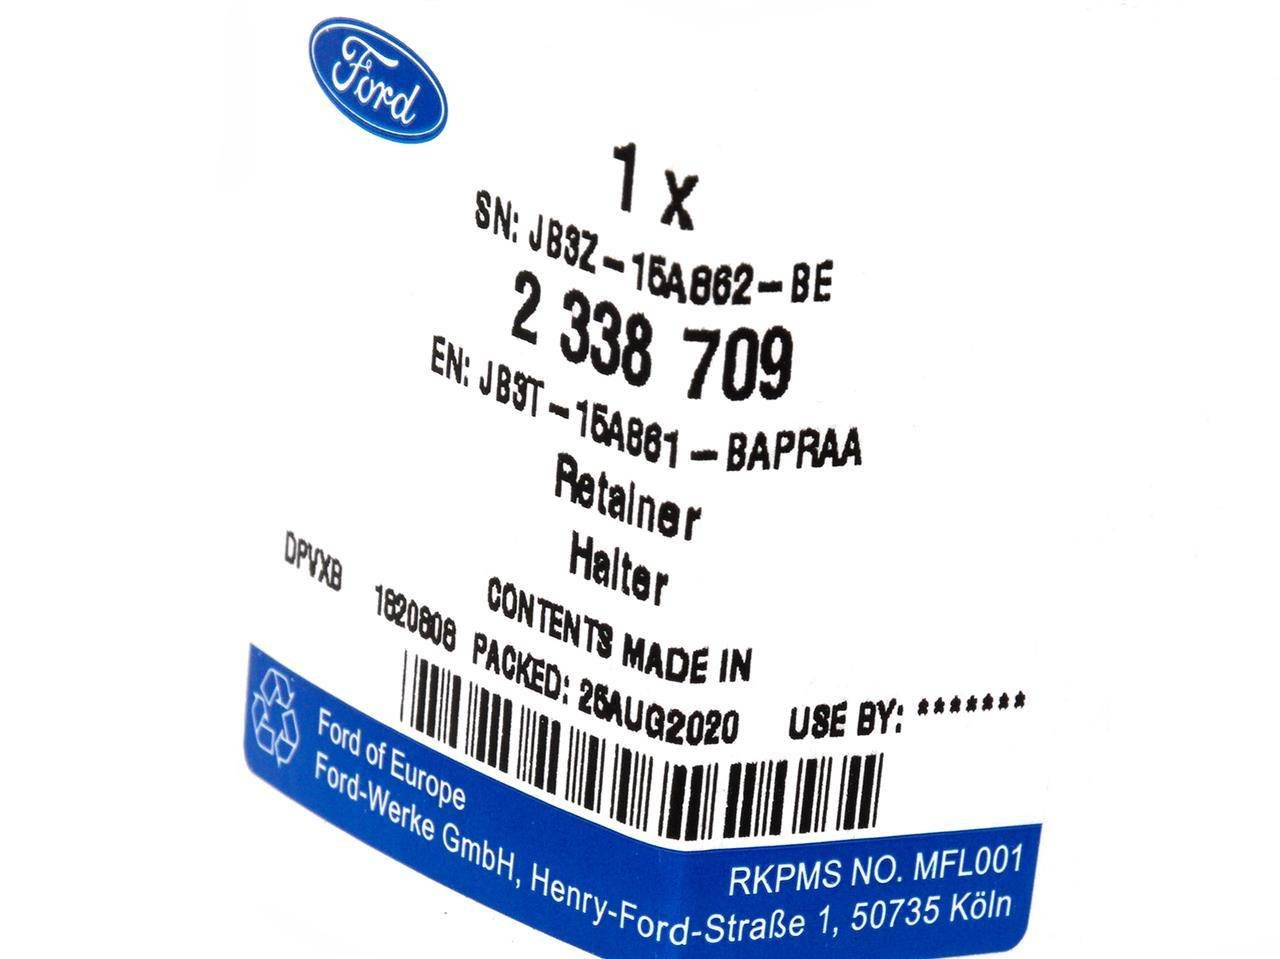 Ford
1 x
SN: JB3Z-15A862-BE
2 338 709
EN: JB3T-15A861-BAPRAA
Retainer
Halter
CONTENTS MADE IN
DPVXB 1620808 PACKED: 25AUG2020 USE BY: *******
Ford of Europe
Ford-Werke GmbH, Henry-Ford-Straße 1, 50735 Köln
RKPMS NO. MFL001